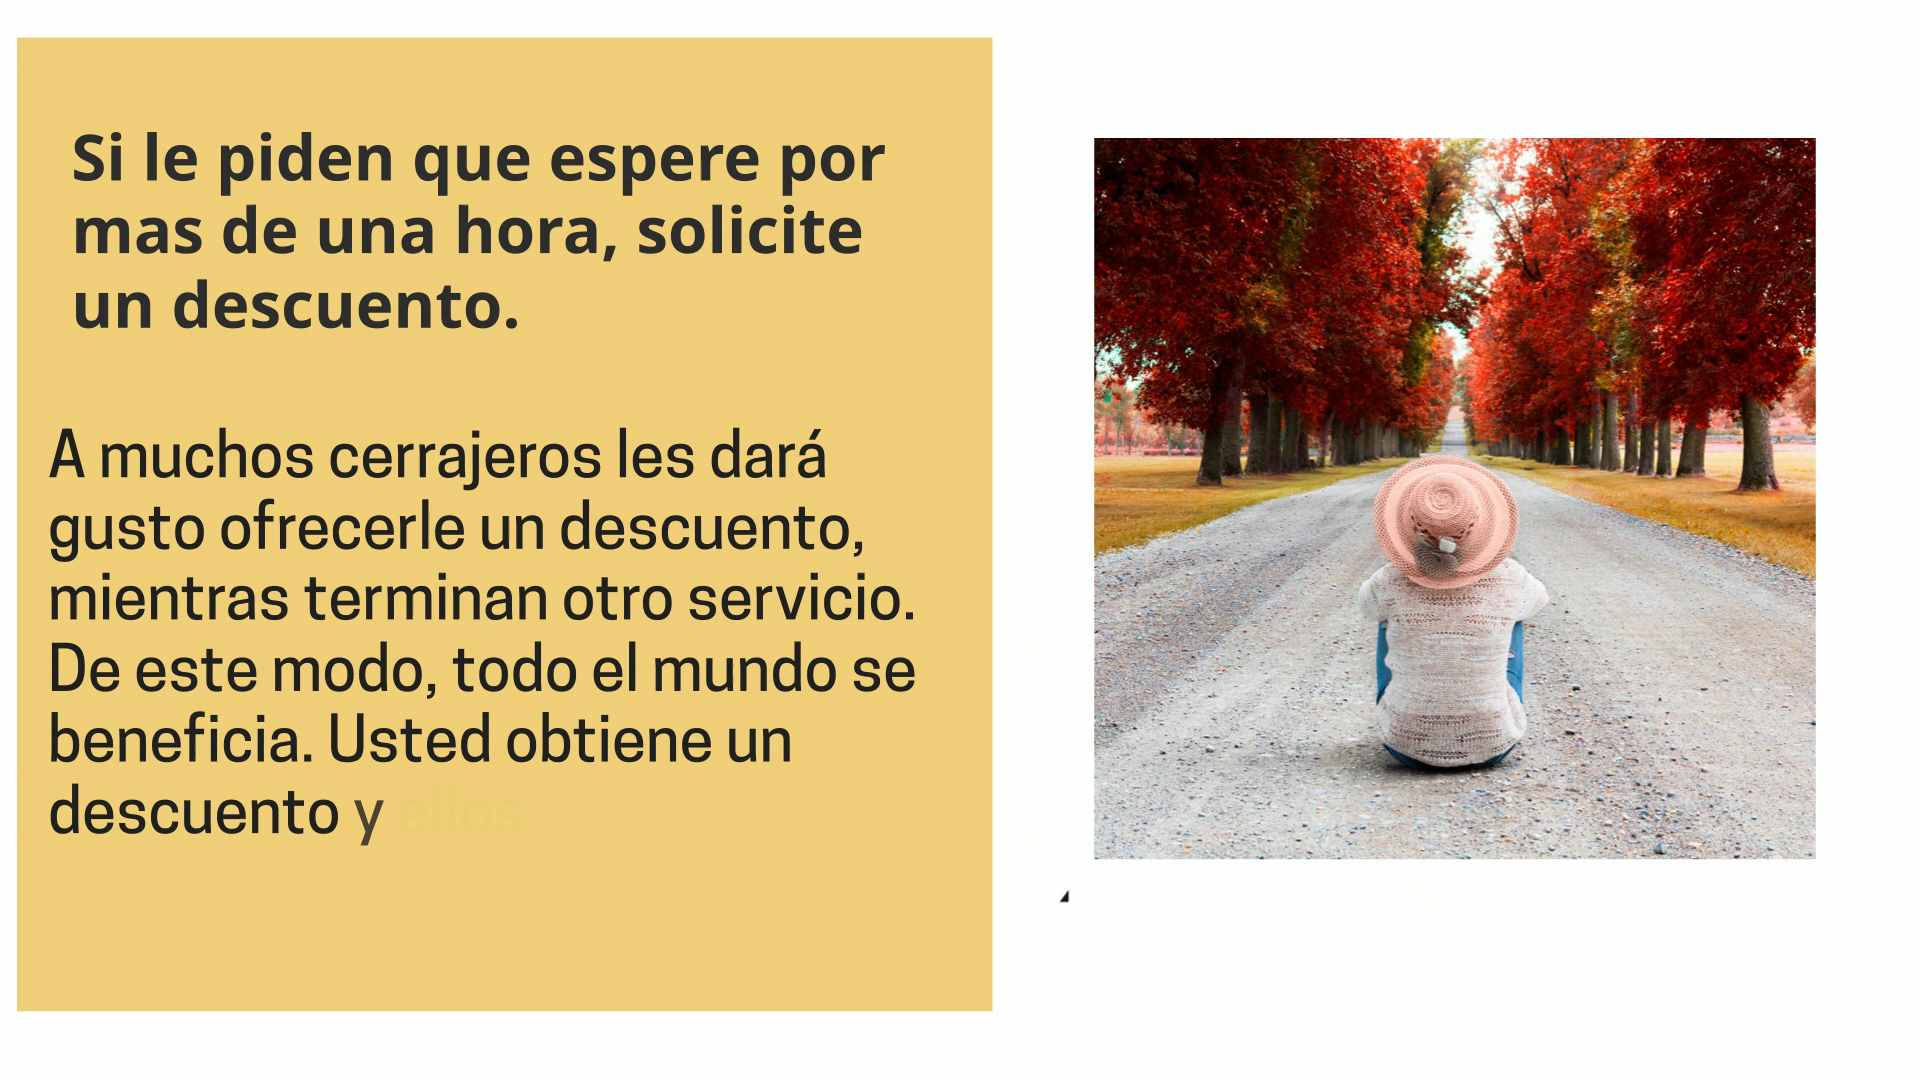 Si le piden que espere por
mas de una hora, solicite
un descuento.
A muchos cerrajeros les dará
gusto ofrecerle un descuento,
mientras terminan otro servicio.
De este modo, todo el mundo se
beneficia. Usted obtiene un
descuento y ellos